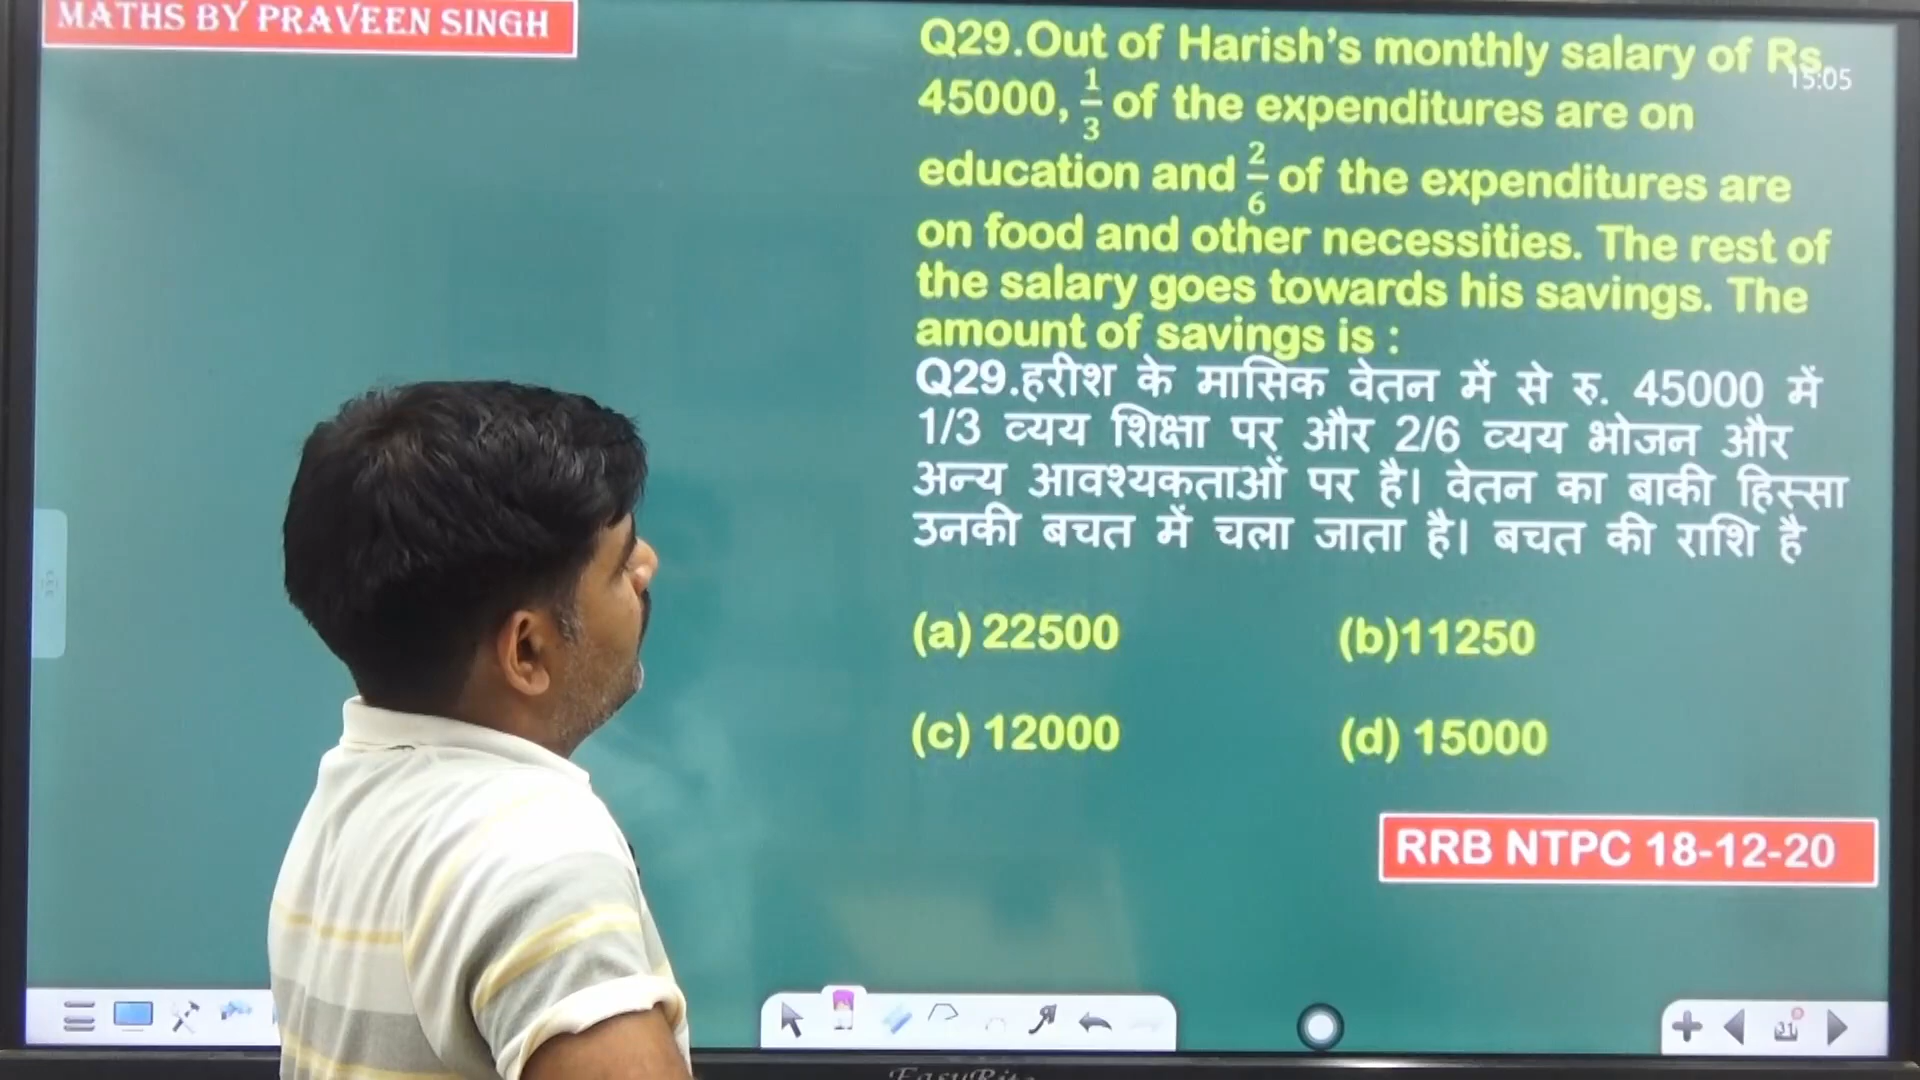 MATHS BY PRAVEEN SINGH
Q29.Out of Harish's monthly salary of Rs.
15:05
45000, 1/3 of the expenditures are on
education and 2/6 of the expenditures are
on food and other necessities. The rest of
the salary goes towards his savings. The
amount of savings is :
Q29.हरीश के मासिक वेतन में से रु. 45000 में
1/3 व्यय शिक्षा पर और 2/6 व्यय भोजन और
अन्य आवश्यकताओं पर है। वेतन का बाकी हिस्सा
उनकी बचत में चला जाता है। बचत की राशि है
(a) 22500 (b)11250
(c) 12000 (d) 15000
RRB NTPC 18-12-20
31